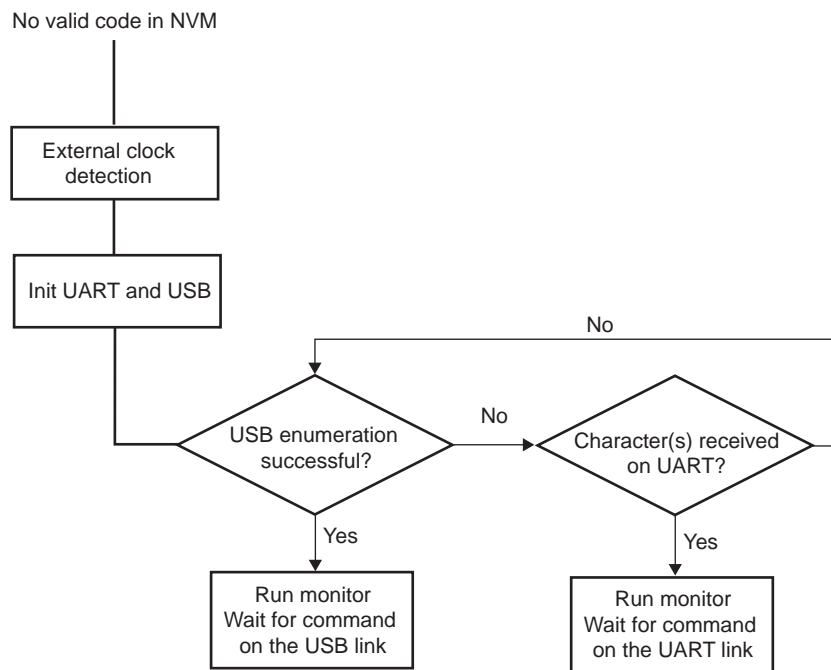 No valid code in NVM
External clock
detection
Init UART and USB
No
USB enumeration
successful?
No
Character(s) received
on UART?
Yes
Yes
Run monitor
Wait for command
on the USB link
Run monitor
Wait for command
on the UART link